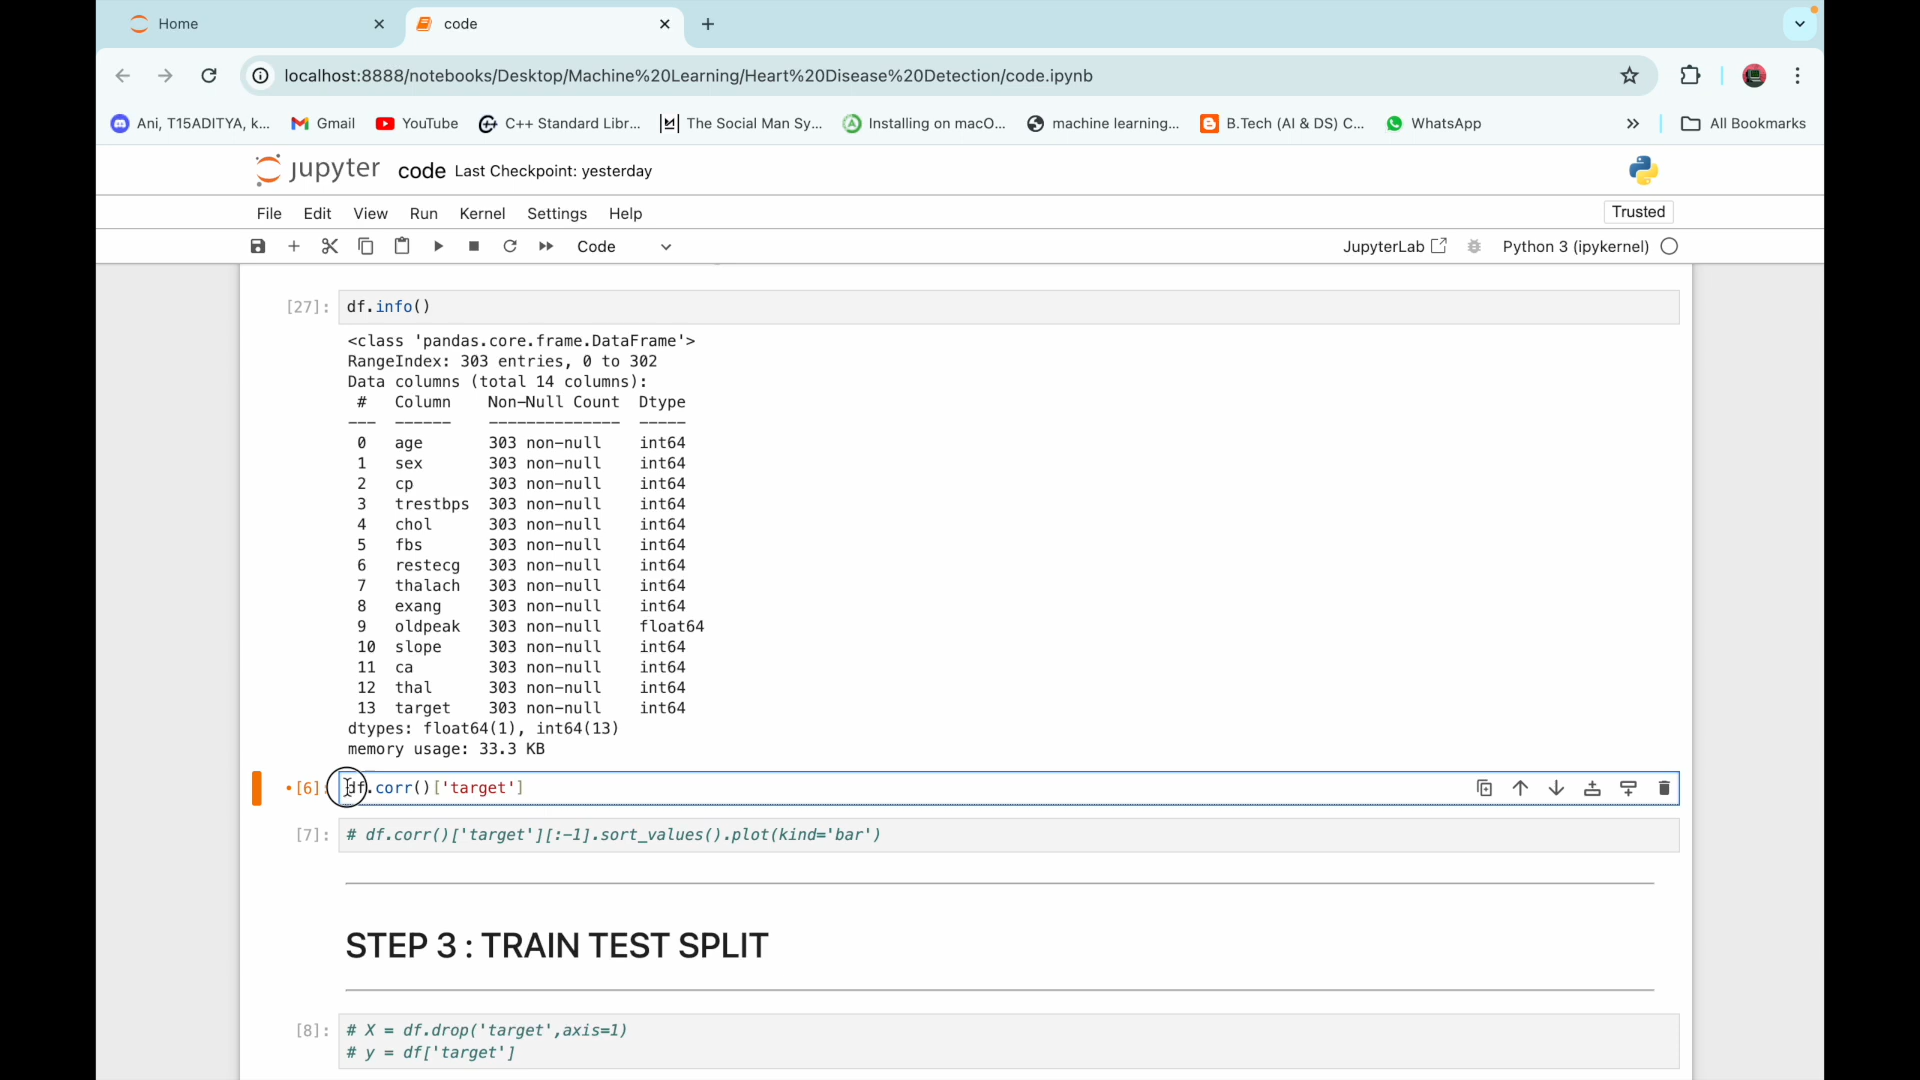 Home
code
localhost:8888/notebooks/Desktop/Machine%20Learning/Heart%20Disease%20Detection/code.ipynb
Ani, T15ADITYA, k... Gmail YouTube C++ Standard Libr... The Social Man Sy... Installing on macO... machine learning... B.Tech (AI & DS) C... WhatsApp » All Bookmarks
jupyter code Last Checkpoint: yesterday
File Edit View Run Kernel Settings Help Trusted
Code JupyterLab Python 3 (ipykernel)
[27]: df.info()
<class 'pandas.core.frame.DataFrame'>
RangeIndex: 303 entries, 0 to 302
Data columns (total 14 columns):
# Column Non-Null Count Dtype
--- ------ -------------- -----
0 age 303 non-null int64
1 sex 303 non-null int64
2 cp 303 non-null int64
3 trestbps 303 non-null int64
4 chol 303 non-null int64
5 fbs 303 non-null int64
6 restecg 303 non-null int64
7 thalach 303 non-null int64
8 exang 303 non-null int64
9 oldpeak 303 non-null float64
10 slope 303 non-null int64
11 ca 303 non-null int64
12 thal 303 non-null int64
13 target 303 non-null int64
dtypes: float64(1), int64(13)
memory usage: 33.3 KB
•[6]: df.corr()['target']
[7]: # df.corr()['target'][:-1].sort_values().plot(kind='bar')
STEP 3 : TRAIN TEST SPLIT
[8]: # X = df.drop('target',axis=1)
# y = df['target']